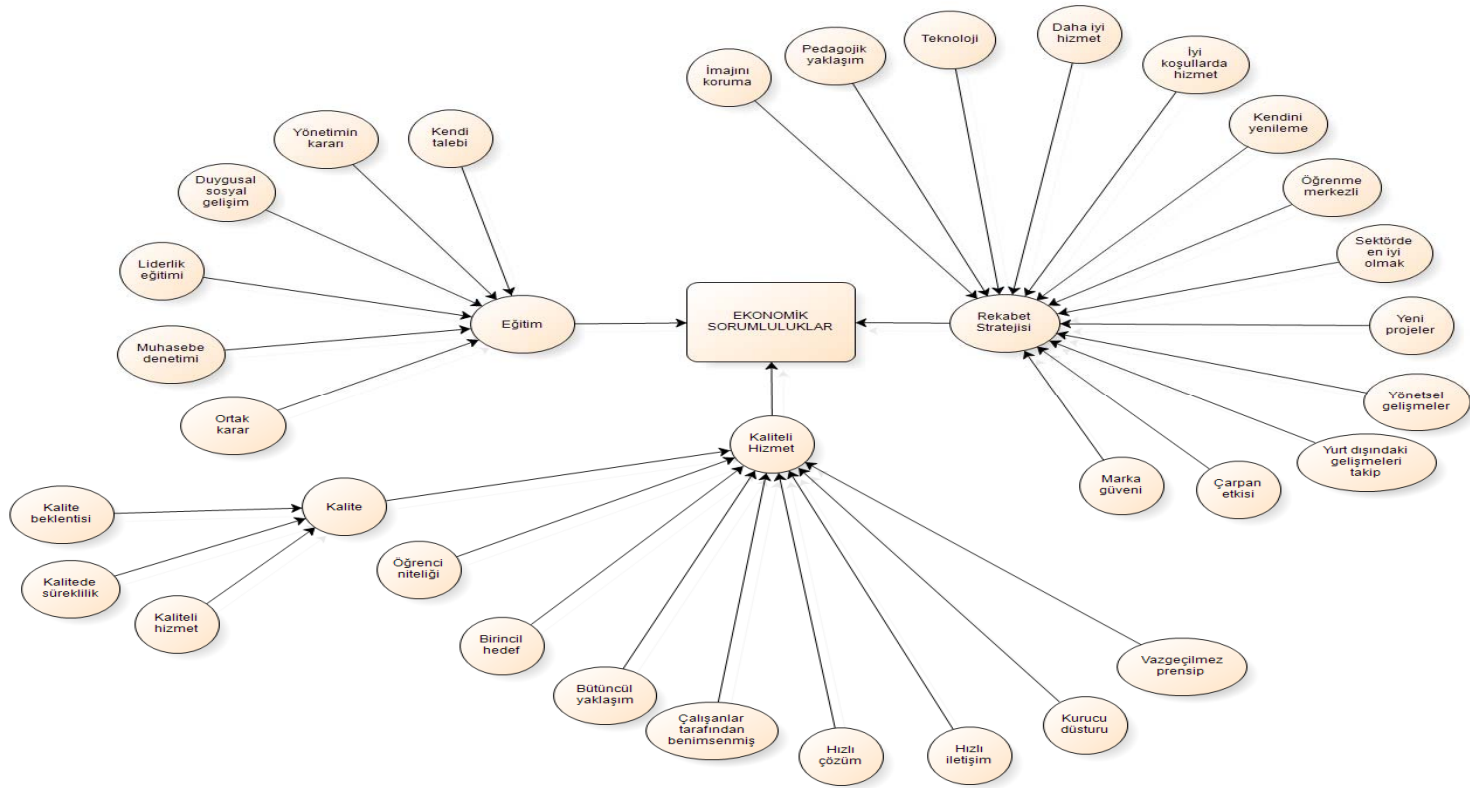 Daha iyi
hizmet
Teknoloji
Pedagojik
yaklaşım
İyi
koşullarda
hizmet
İmajını
koruma
Kendini
yenileme
Kendi
talebi
Yönetimin
kararı
Duygusal
sosyal
gelişim
Öğrenme
merkezli
Sektörde
en iyi
olmak
Liderlik
eğitimi
Eğitim
EKONOMİK
SORUMLULUKLAR
Rekabet
Stratejisi
Yeni
projeler
Muhasebe
denetimi
Yönetsel
gelişmeler
Ortak
karar
Kaliteli
Hizmet
Yurt dışındaki
gelişmeleri
takip
Marka
güveni
Çarpan
etkisi
Kalite
beklentisi
Kalite
Öğrenci
niteliği
Kalitede
süreklilik
Kaliteli
hizmet
Birincil
hedef
Vazgeçilmez
prensip
Bütüncül
yaklaşım
Çalışanlar
tarafından
benimsenmiş
Kurucu
düsturu
Hızlı
çözüm
Hızlı
iletişim